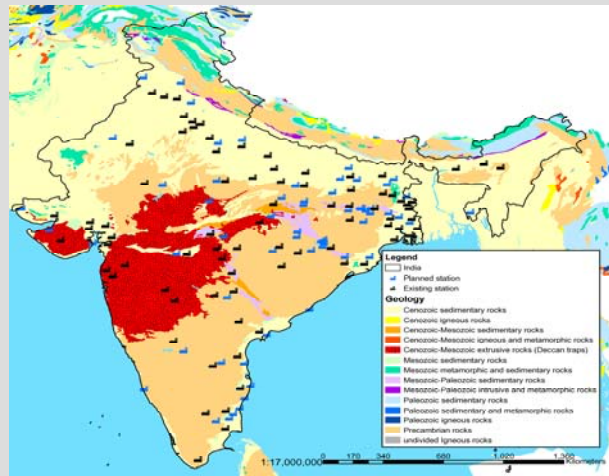 Legend
India
Planned station
Existing station
Geology
Cenozoic sedimentary rocks
Cenozoic igneous rocks
Cenozoic-Mesozoic sedimentary rocks
Cenozoic-Mesozoic igneous and metamorphic rocks
Cenozoic-Mesozoic extrusive rocks (Deccan traps)
Mesozoic sedimentary rocks
Mesozoic metamorphic and sedimentary rocks
Mesozoic-Paleozoic sedimentary rocks
Mesozoic-Paleozoic intrusive and metamorphic rocks
Paleozoic sedimentary rocks
Paleozoic sedimentary and metamorphic rocks
Paleozoic igneous rocks
Precambrian rocks
undivided Igneous rocks
1:17,000,000
0 170 340 680 1,020 1,360
Kilometers